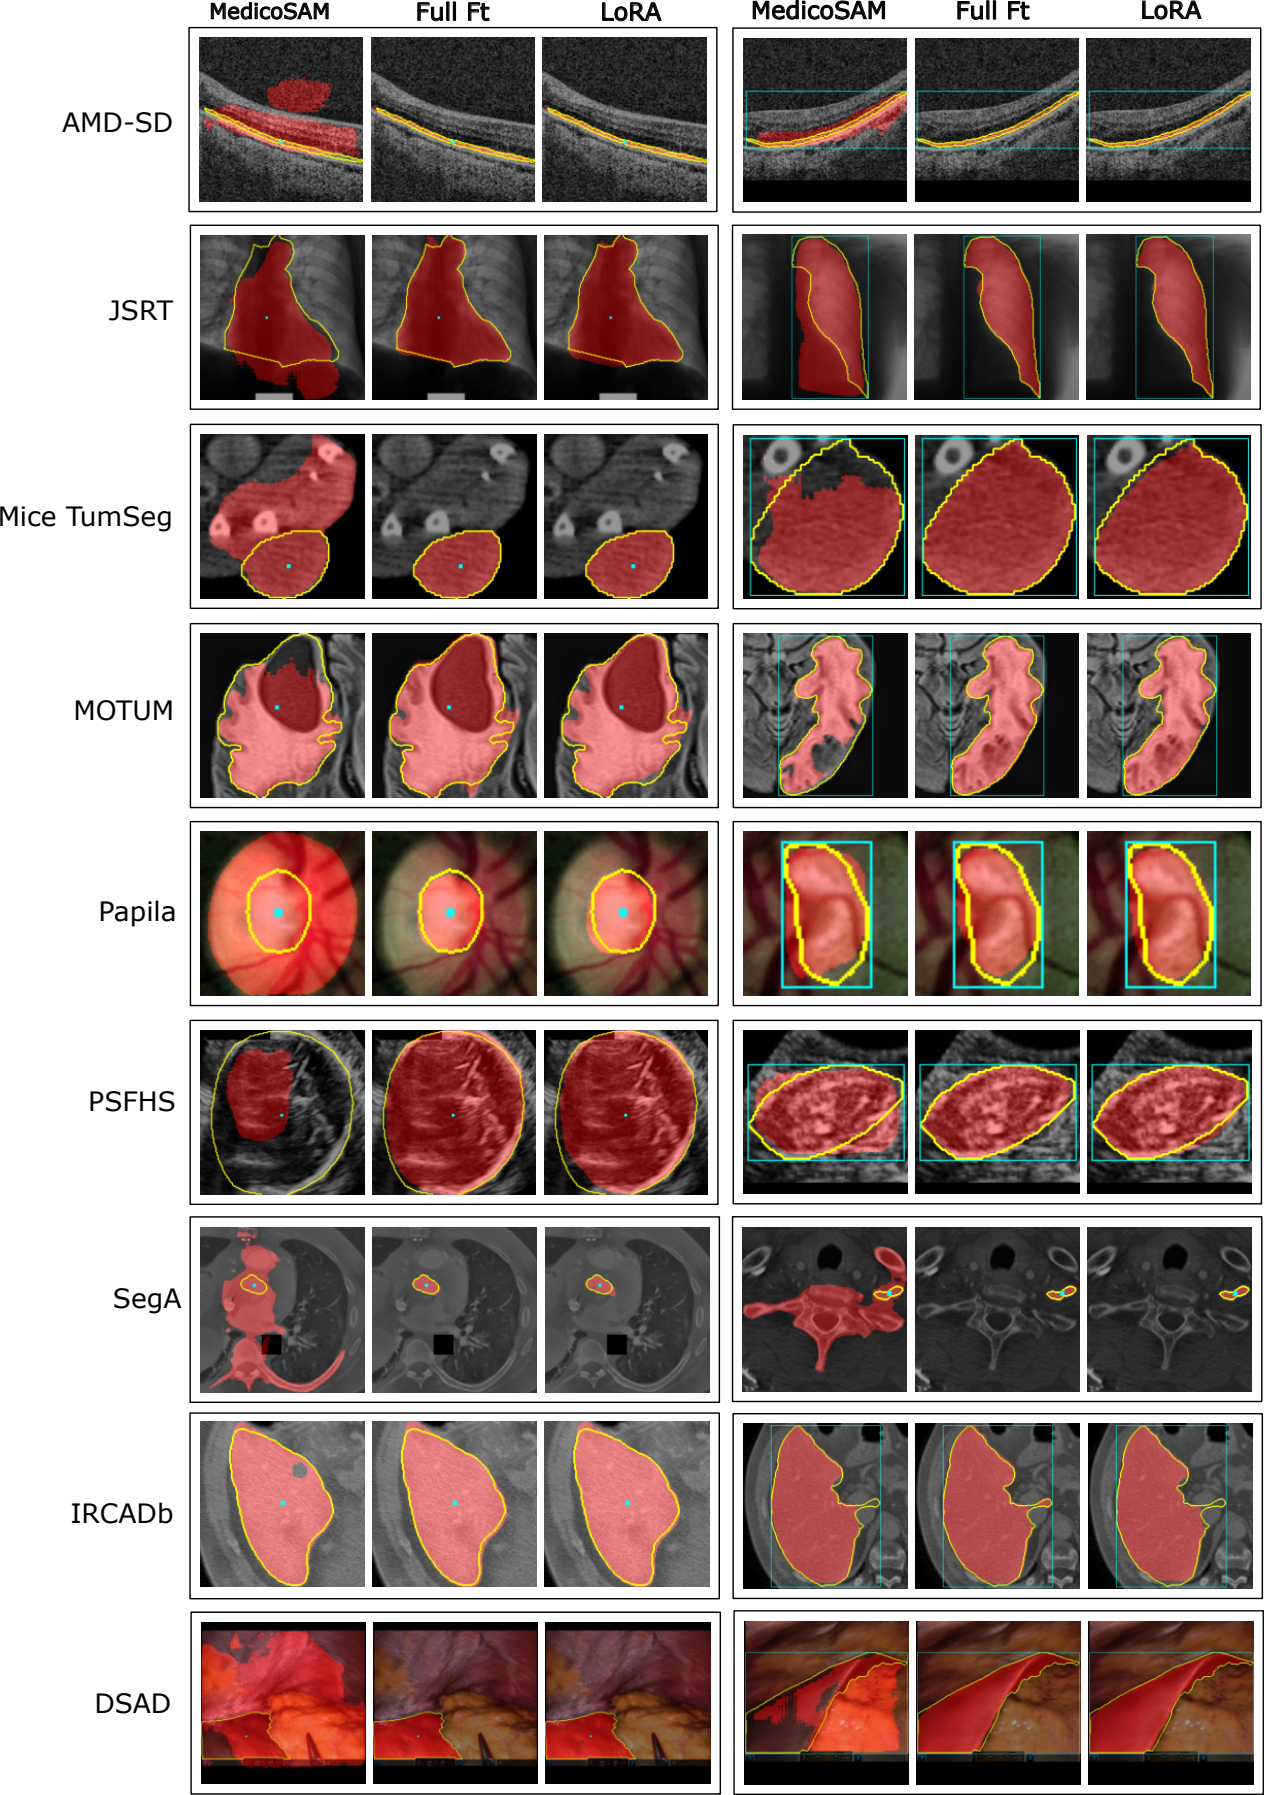 MedicoSAM Full Ft LoRA MedicoSAM Full Ft LoRA
AMD-SD
JSRT
Mice TumSeg
MOTUM
Papila
PSFHS
SegA
IRCADb
DSAD